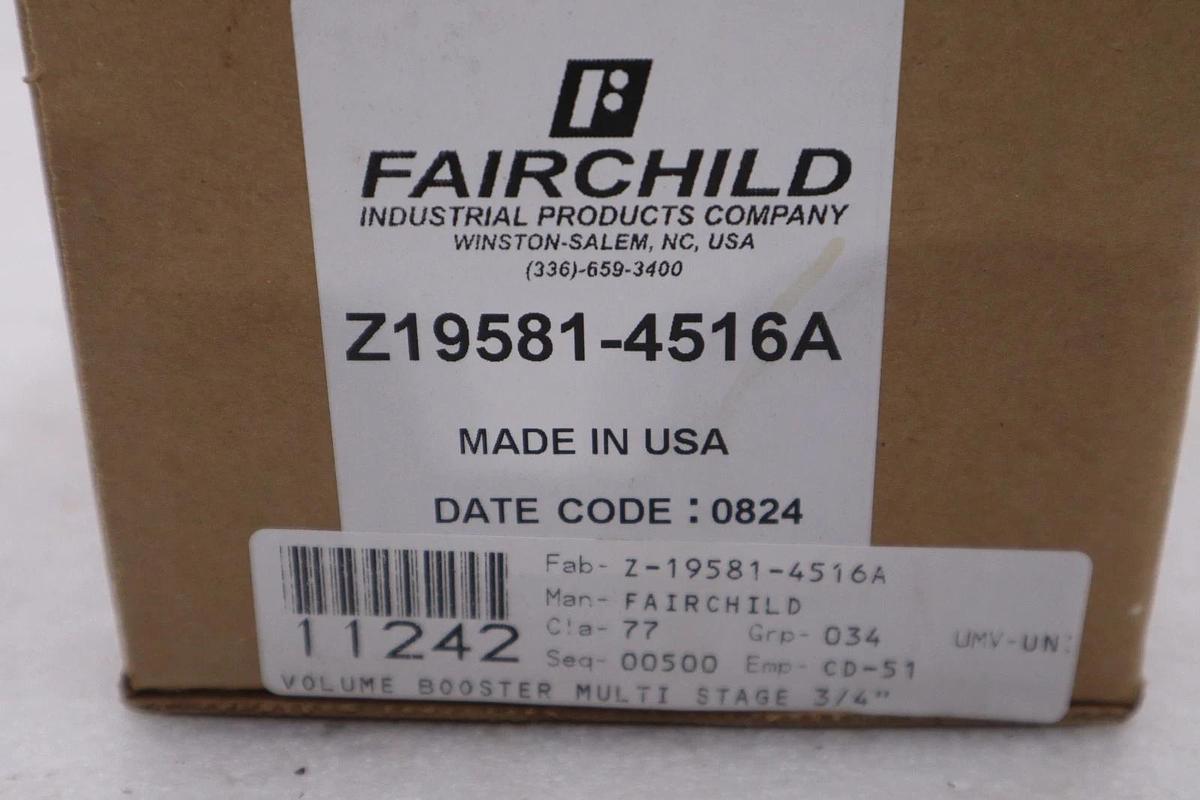 FAIRCHILD
INDUSTRIAL PRODUCTS COMPANY
WINSTON-SALEM, NC, USA
(336)-659-3400
Z19581-4516A
MADE IN USA
DATE CODE : 0824
Fab- Z-19581-4516A
Man- FAIRCHILD
Cla- 77 Grp- 034 UMV-UN:
Seq- 00500 Emp- CD-51
11242
VOLUME BOOSTER MULTI STAGE 3/4"